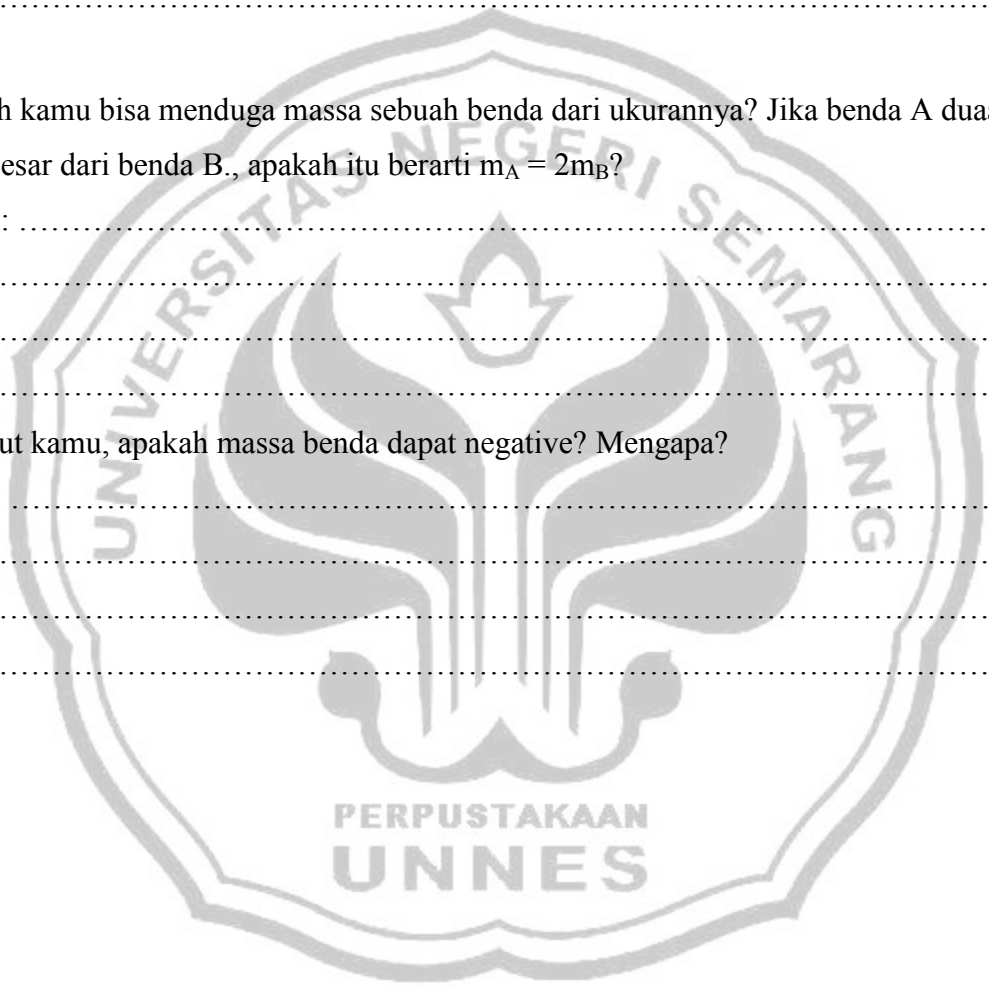 h kamu bisa menduga massa sebuah benda dari ukurannya? Jika benda A dua
esar dari benda B., apakah itu berarti mA = 2mB?
: ……………………………………………………………………………
ut kamu, apakah massa benda dapat negative? Mengapa?
UNIVERSITAS NEGERI SEMARANG
PERPUSTAKAAN
UNNES